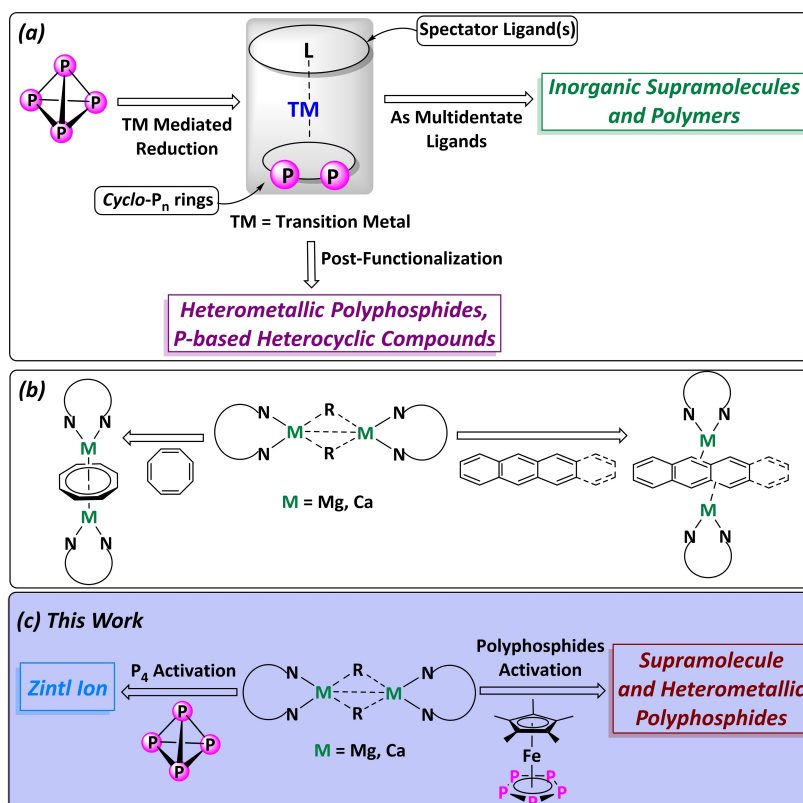 (a)
Spectator Ligand(s)
L
P
P
P
P
TM
TM Mediated
Reduction
As Multidentate
Ligands
Inorganic Supramolecules
and Polymers
P P
Cyclo-Pn rings
TM = Transition Metal
Post-Functionalization
Heterometallic Polyphosphides,
P-based Heterocyclic Compounds
(b)
N N
M
M
N N
N R N
M M
N R N
M = Mg, Ca
N N
M
M
N N
(c) This Work
Zintl Ion
P4 Activation
P
P
P
P
N R N
M M
N R N
M = Mg, Ca
Polyphosphides
Activation
Fe
P P
P P
P
Supramolecule
and Heterometallic
Polyphosphides